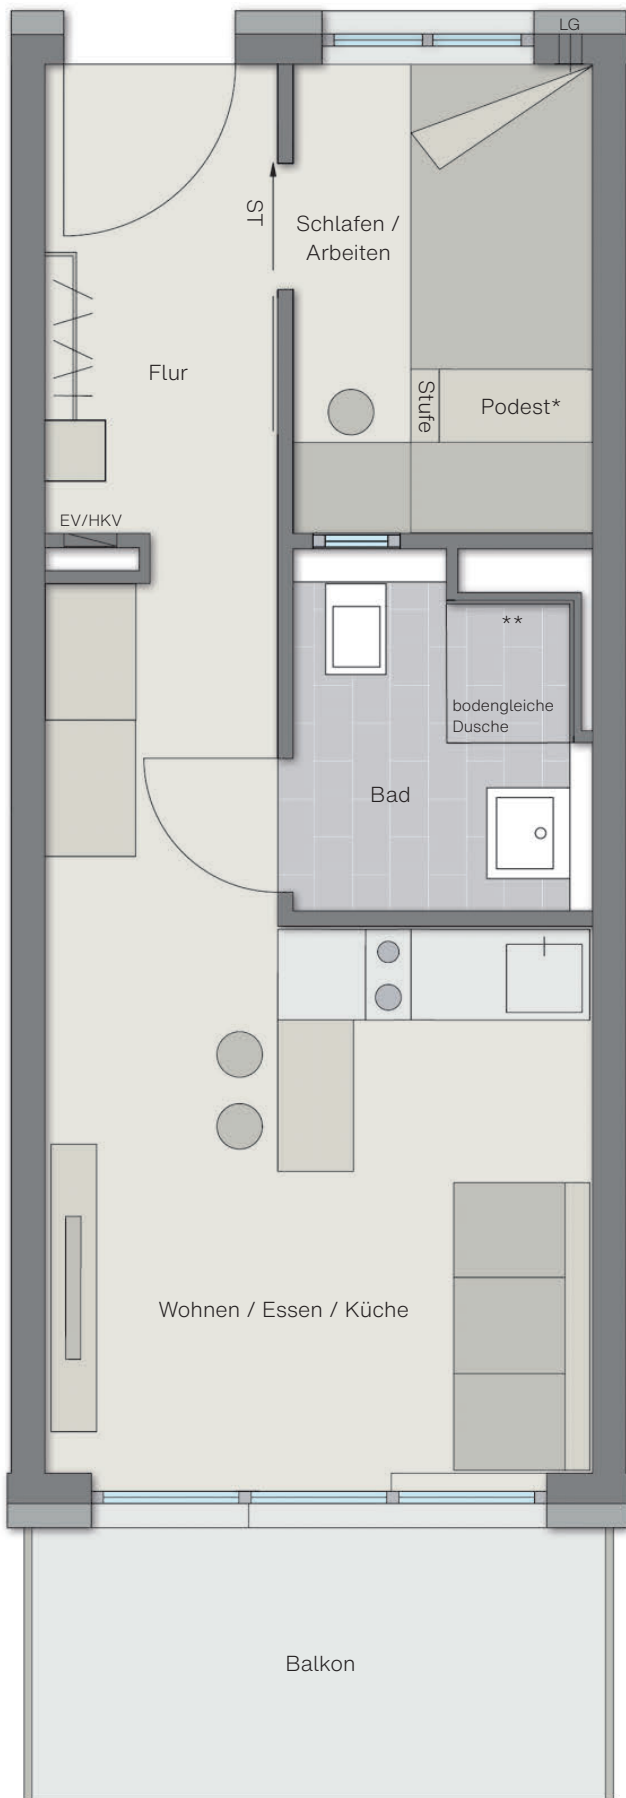 LG
ST
Schlafen /
Arbeiten
Flur
Stufe
Podest*
EV/HKV
**
bodengleiche
Dusche
Bad
Wohnen / Essen / Küche
Balkon